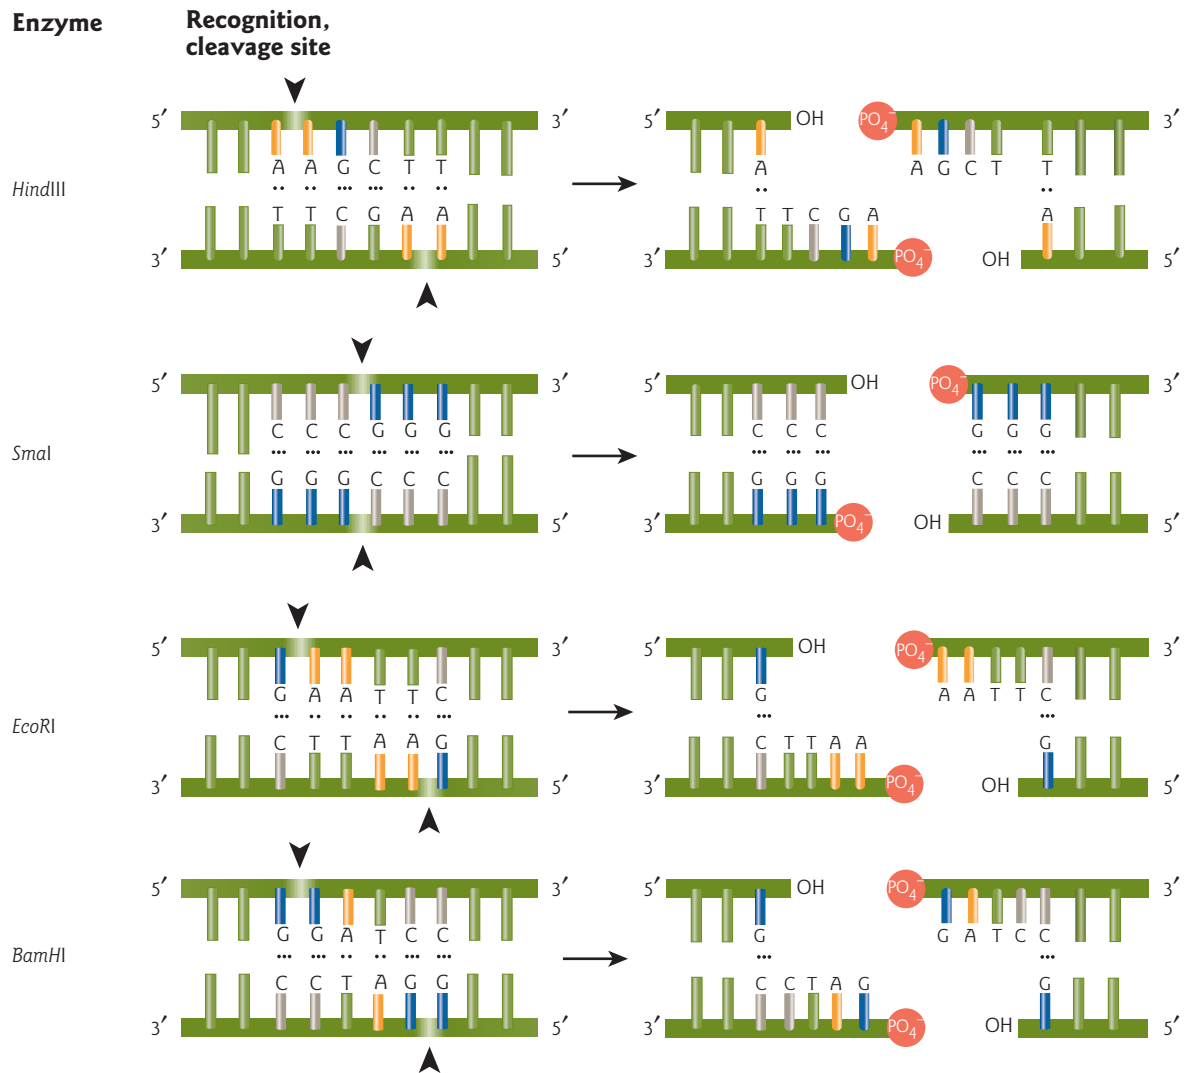 Enzyme
Recognition,
cleavage site
5′ 3′ 5′ OH PO4− 3′
A A G C T T A A G C T T
HindIII
T T C G A A T T C G A A
3′ 5′ 3′ PO4− OH 5′
5′ 3′ 5′ OH PO4− 3′
C C C G G G C C C G G G
SmaI
G G G C C C G G G C C C
3′ 5′ 3′ PO4− OH 5′
5′ 3′ 5′ OH PO4− 3′
G A A T T C G A A T T C
EcoRI
C T T A A G C T T A A G
3′ 5′ 3′ PO4− OH 5′
5′ 3′ 5′ OH PO4− 3′
G G A T C C G G A T C C
BamHI
C C T A G G C C T A G G
3′ 5′ 3′ PO4− OH 5′